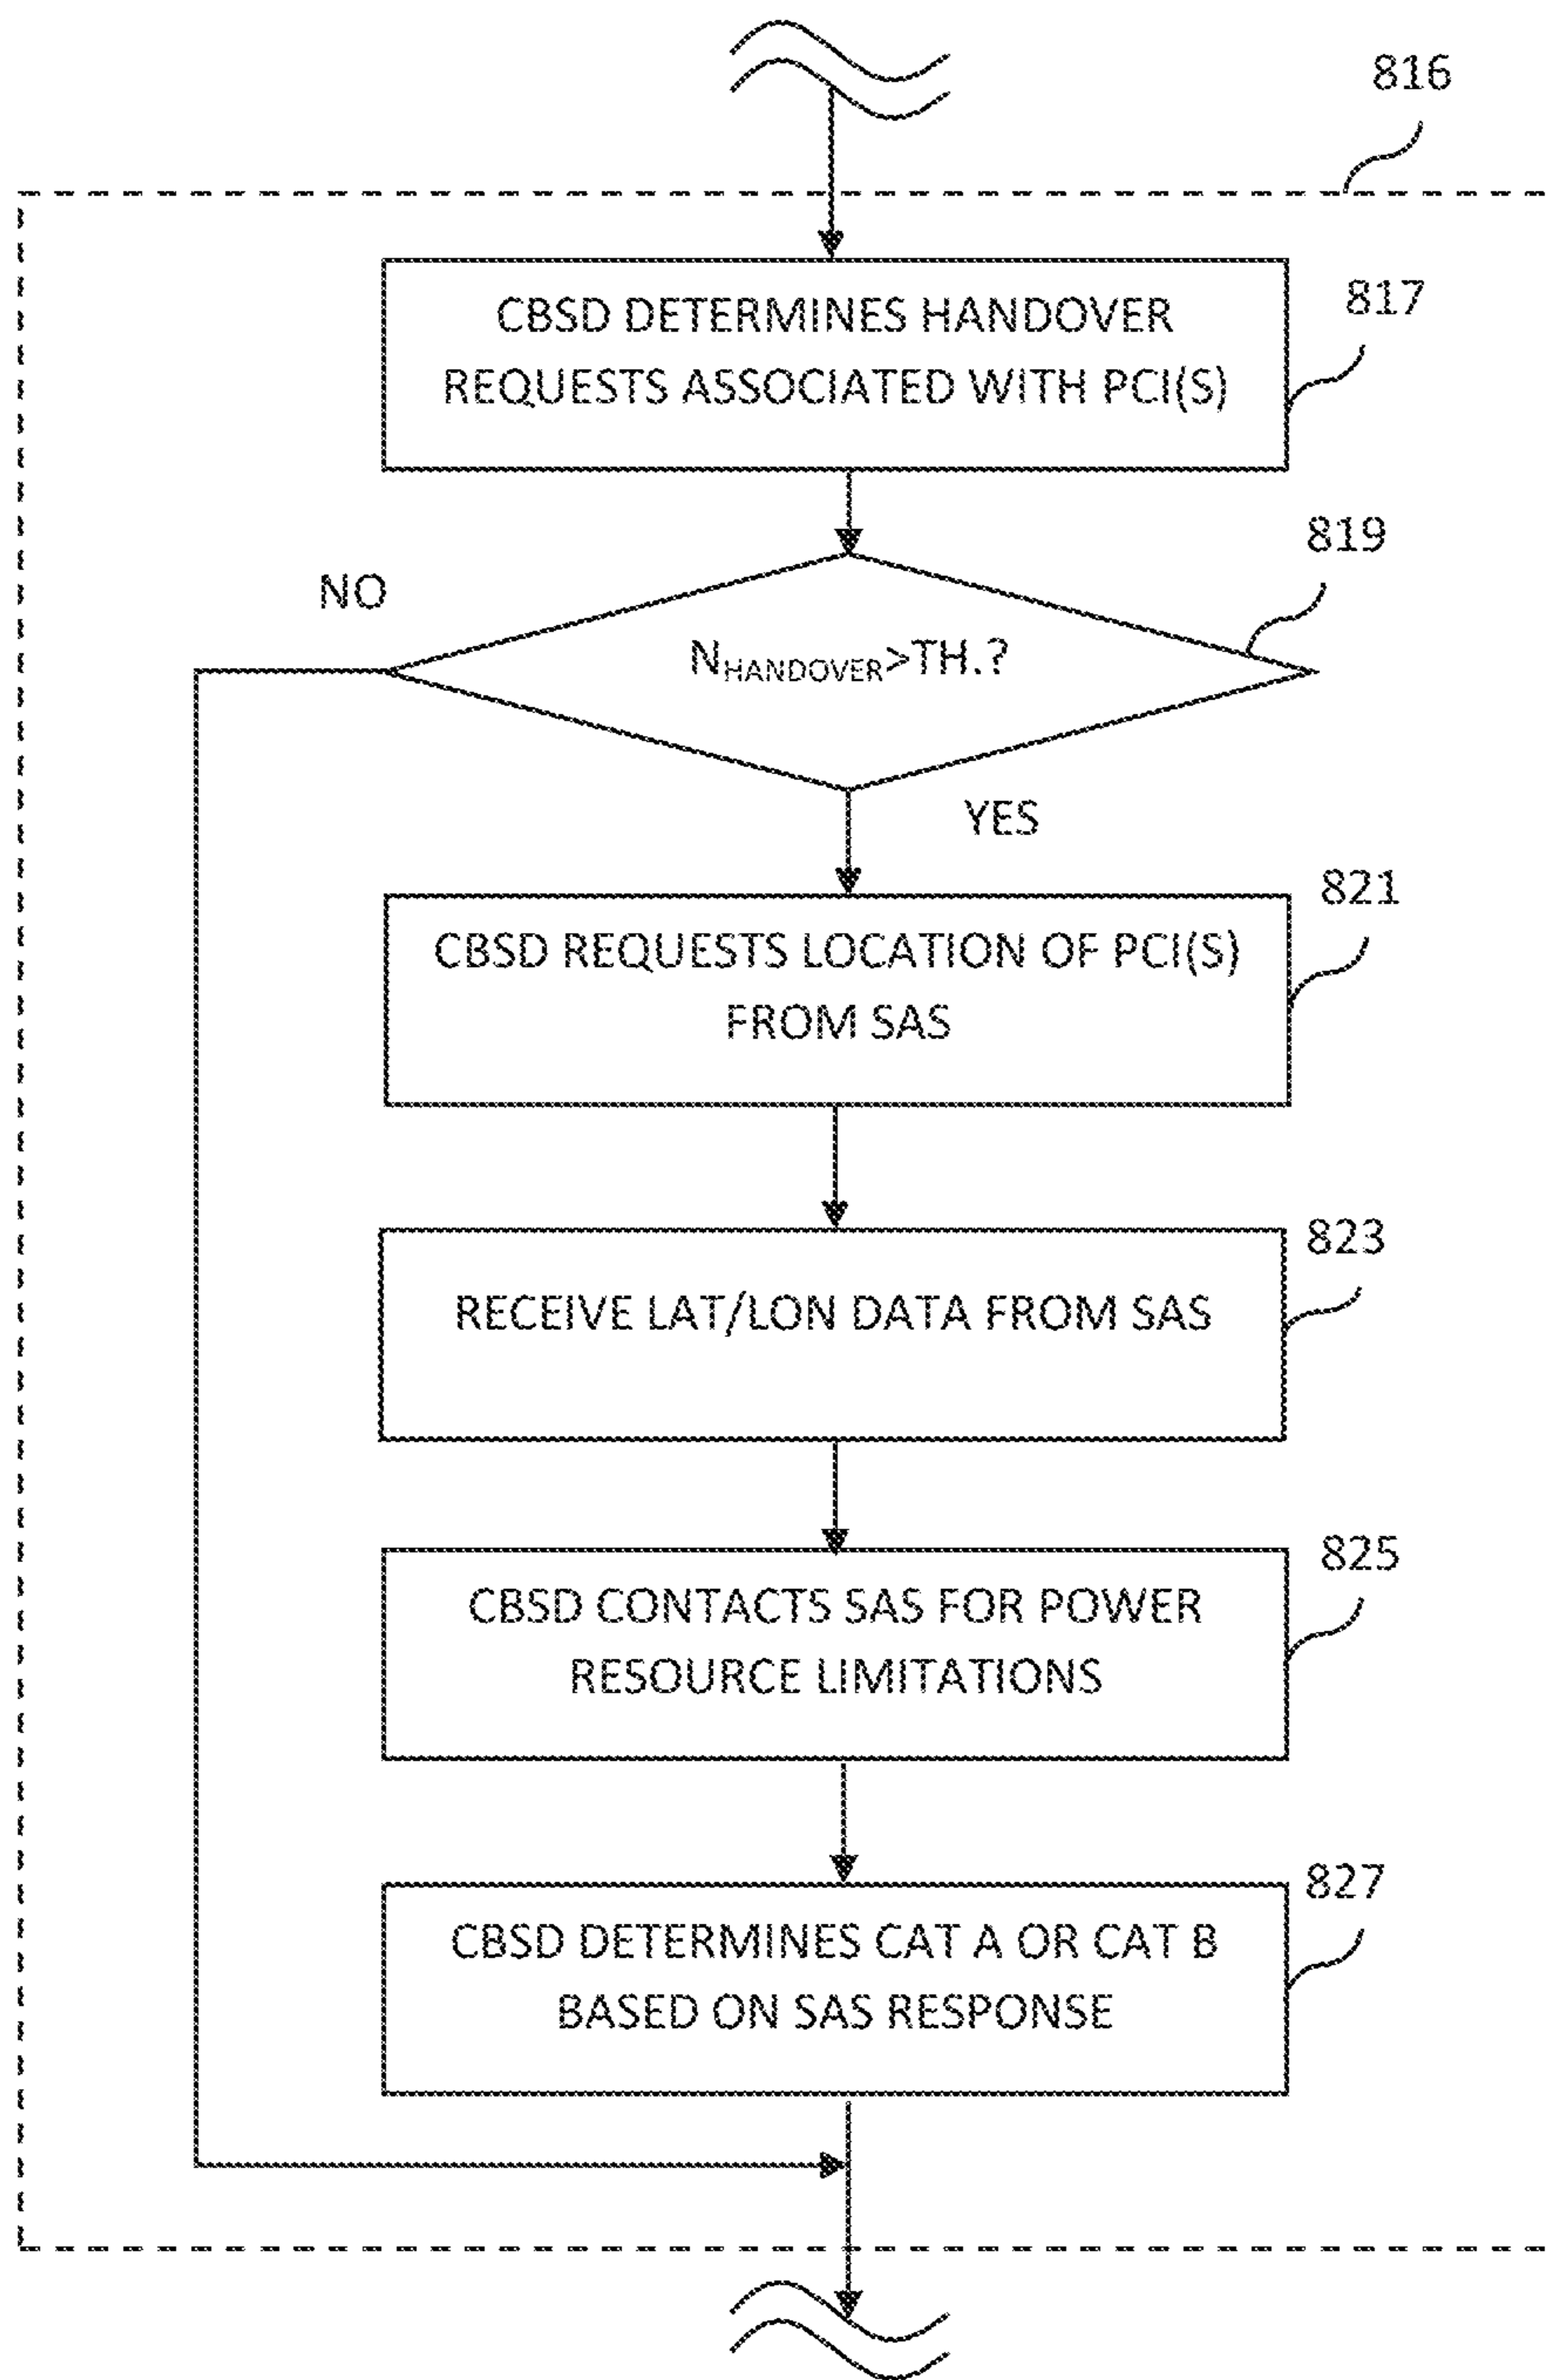 816
CBSD DETERMINES HANDOVER
REQUESTS ASSOCIATED WITH PCI(S)
817
819
NO
NHANDOVER>TH.?
YES
821
CBSD REQUESTS LOCATION OF PCI(S)
FROM SAS
823
RECEIVE LAT/LON DATA FROM SAS
825
CBSD CONTACTS SAS FOR POWER
RESOURCE LIMITATIONS
827
CBSD DETERMINES CAT A OR CAT B
BASED ON SAS RESPONSE